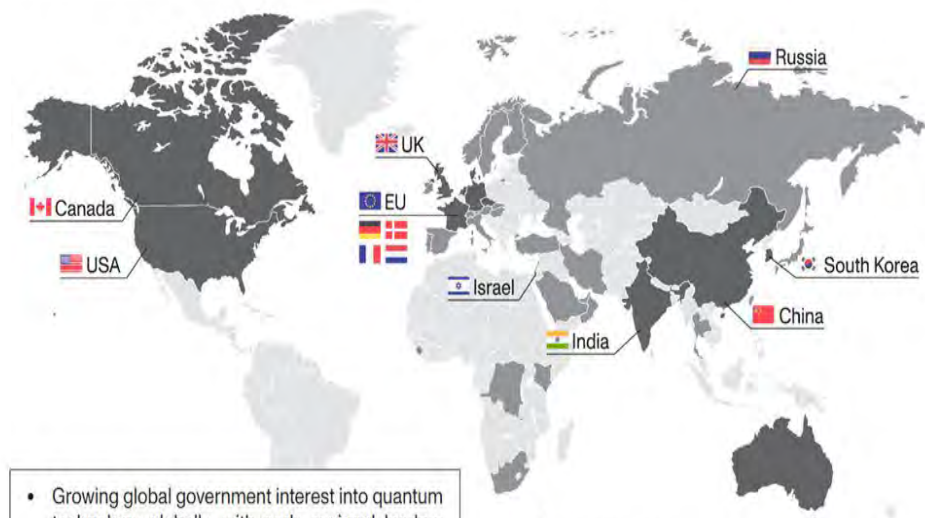 Russia
UK
Canada
EU
USA
Israel
South Korea
China
India
• Growing global government interest into quantum